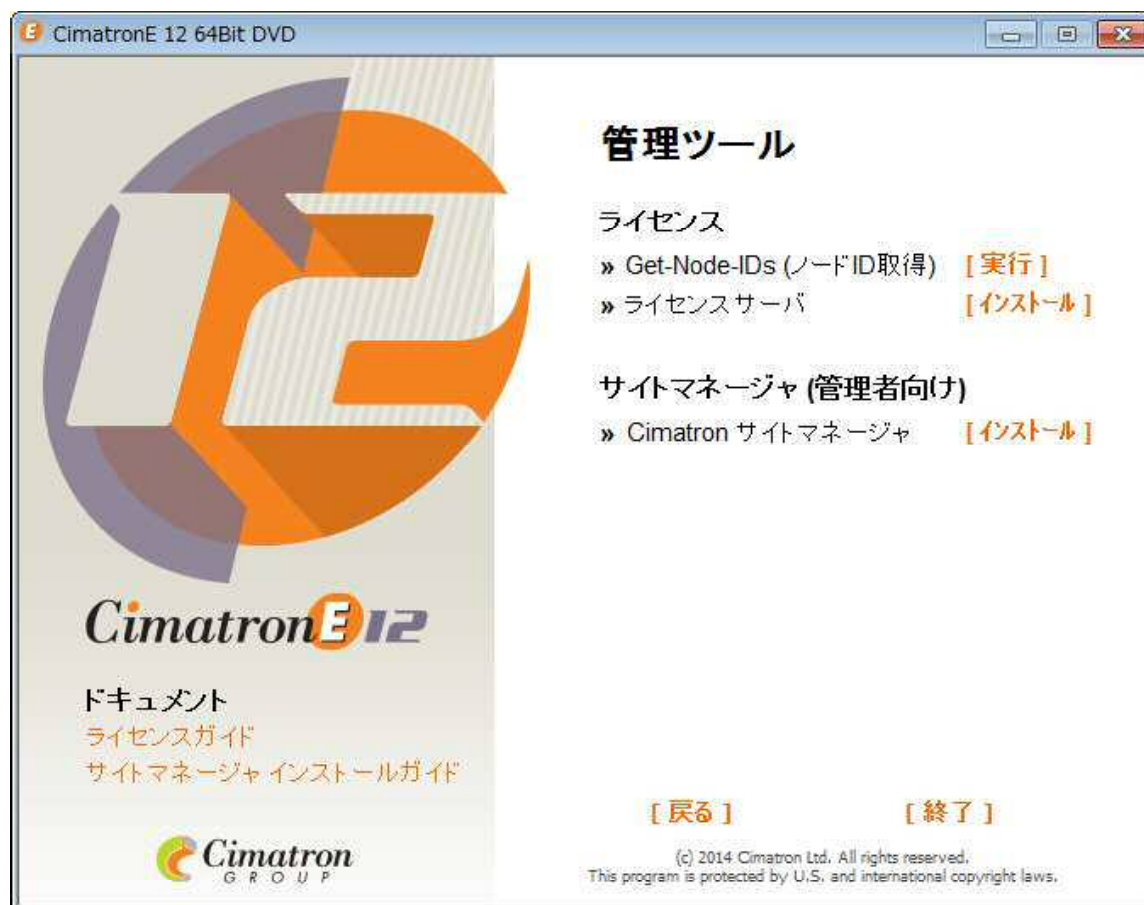 CimatronE 12 64Bit DVD
管理ツール
ライセンス
» Get-Node-IDs (ノードID取得) [ 実行 ]
» ライセンスサーバ [ インストール ]
サイトマネージャ (管理者向け)
» Cimatron サイトマネージャ [ インストール ]
12
CimatronE 12
ドキュメント
ライセンスガイド
サイトマネージャ インストールガイド
[ 戻る ] [ 終了 ]
Cimatron
GROUP
(c) 2014 Cimatron Ltd. All rights reserved.
This program is protected by U.S. and international copyright laws.